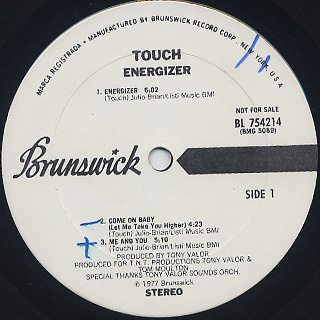 MARCA REGISTRADA • MANUFACTURED BY BRUNSWICK RECORD CORP. NEW YORK, U.S.A.
TOUCH
ENERGIZER
1. ENERGIZER 6:02
(Touch) Julio-Brian/Listi Music BMI
NOT FOR SALE
BL 754214
(BMG 5080)
Brunswick
SIDE 1
2. COME ON BABY
(Let Me Take You Higher) 4:23
(Touch) Julio-Brian/Listi Music BMI
3. ME AND YOU 5:10
(Touch) Julio-Brian/Listi Music BMI
PRODUCED BY TONY VALOR
PRODUCED FOR T.N.T. PRODUCTIONS TONY VALOR &
TOM MOULTON
SPECIAL THANKS TONY VALOR SOUNDS ORCH.
℗ 1977 Brunswick
STEREO